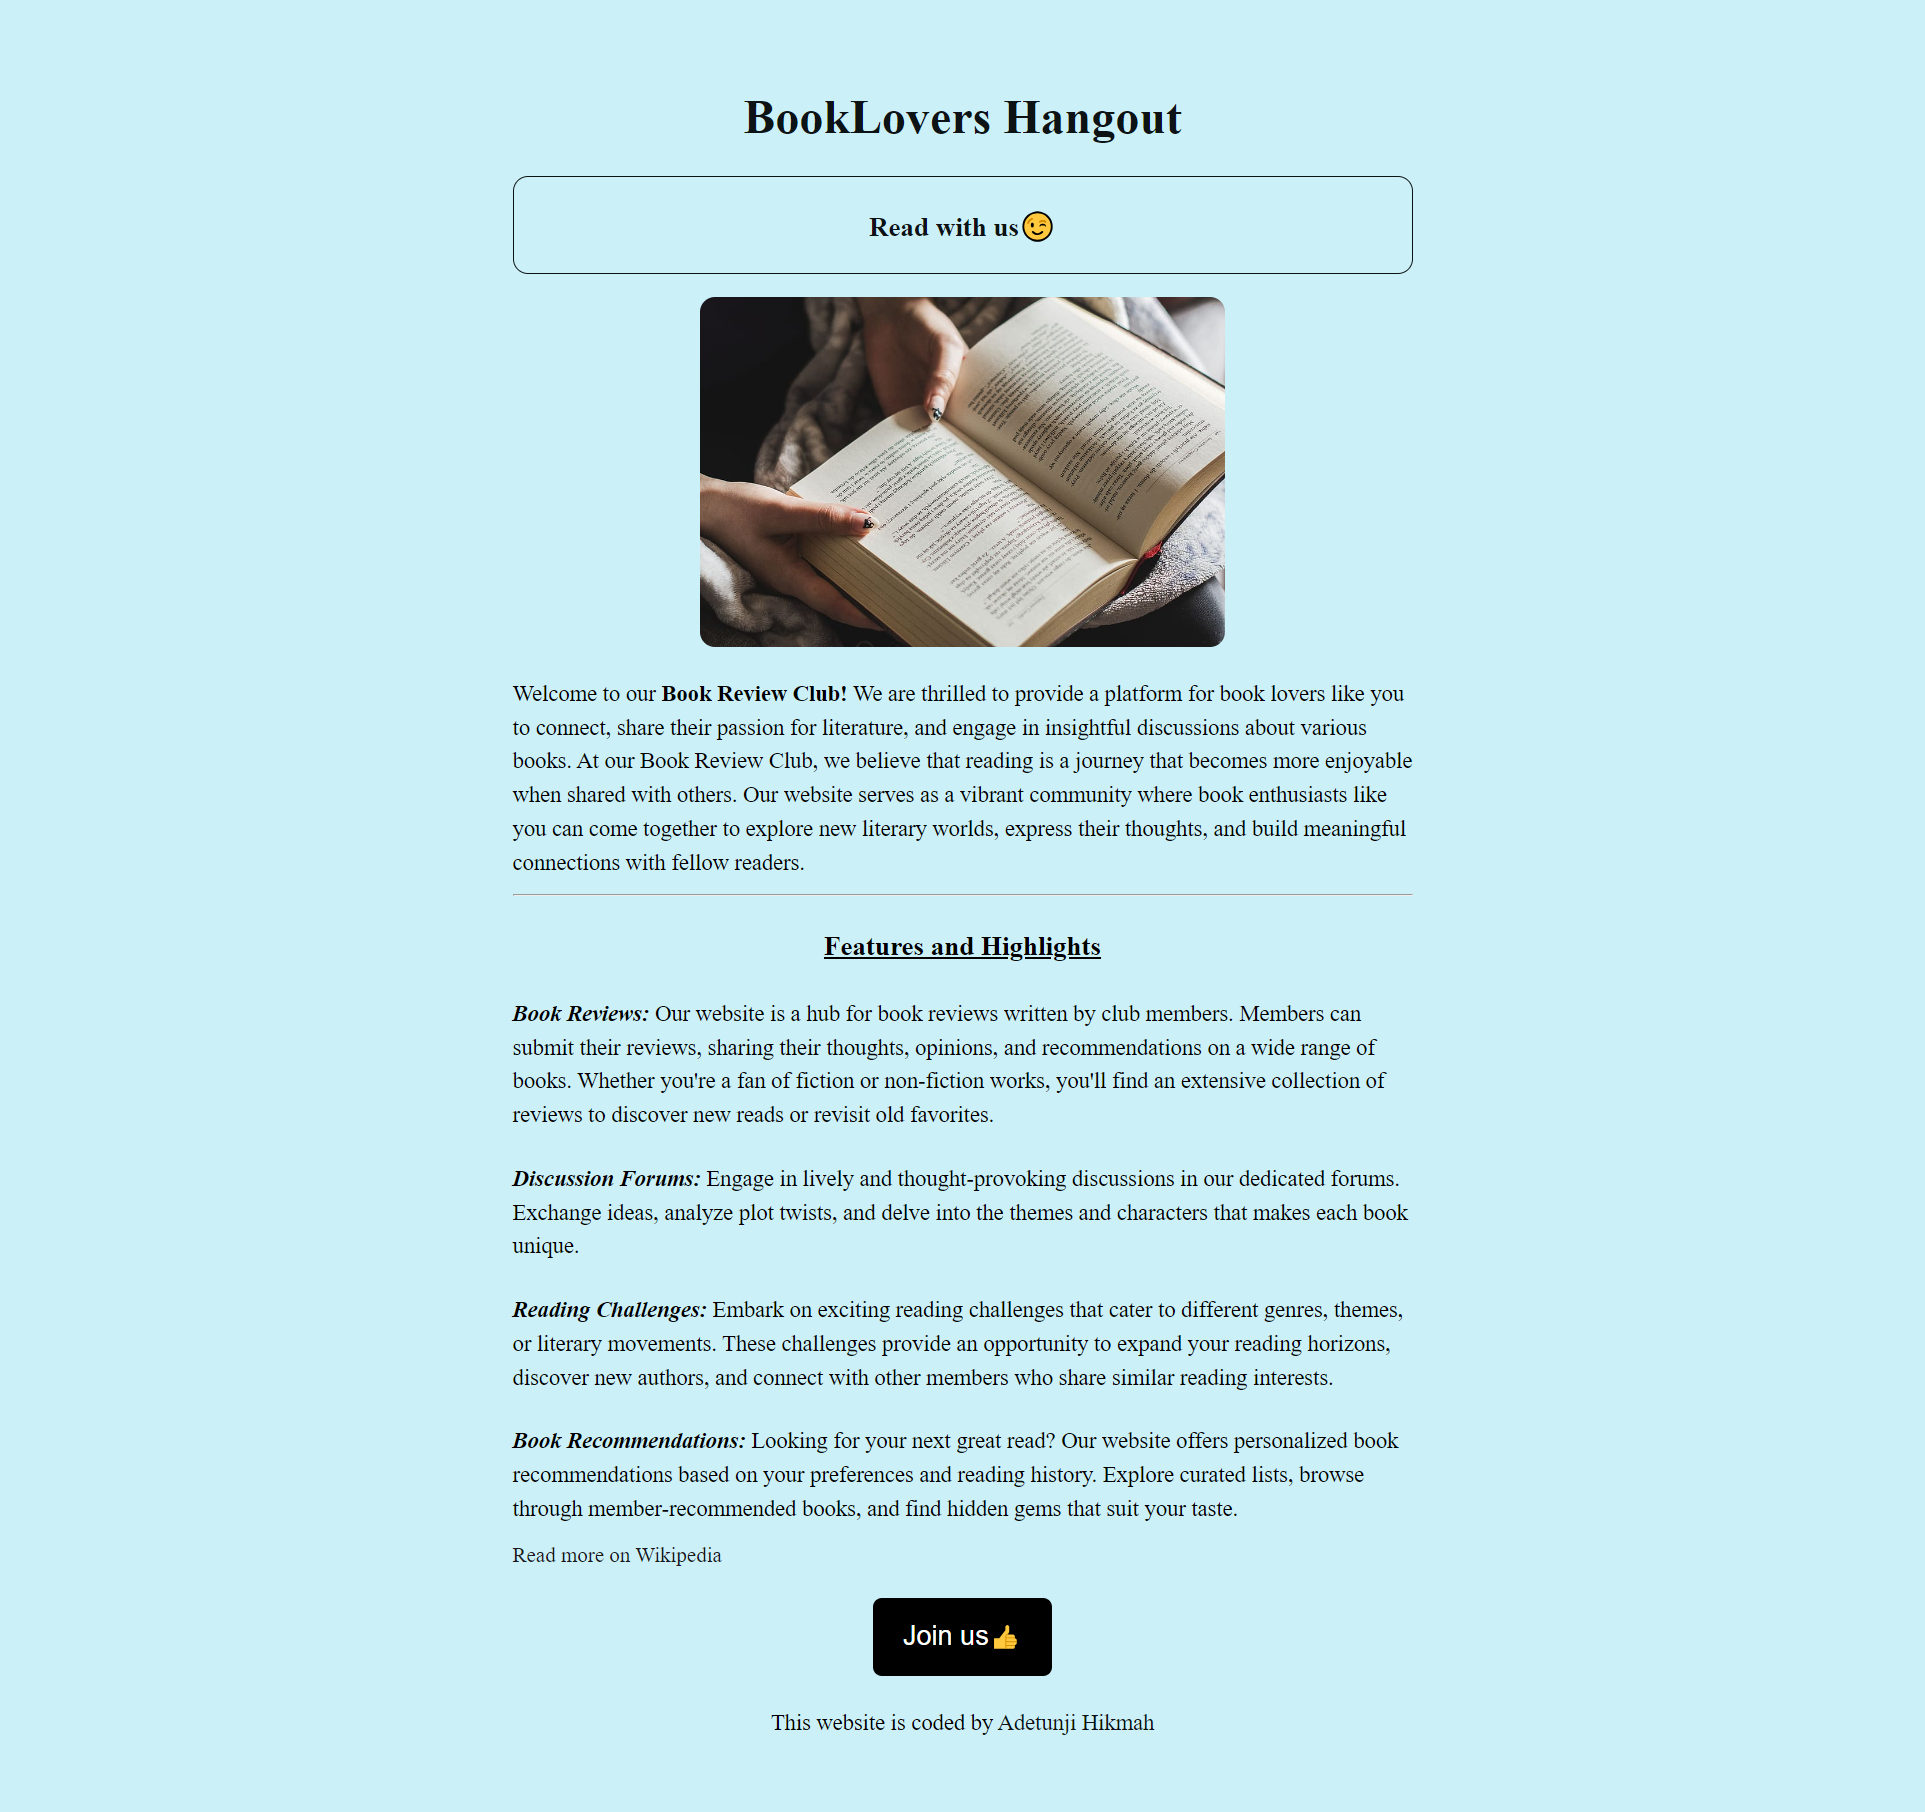 BookLovers Hangout
Read with us😉
Welcome to our Book Review Club! We are thrilled to provide a platform for book lovers like you
to connect, share their passion for literature, and engage in insightful discussions about various
books. At our Book Review Club, we believe that reading is a journey that becomes more enjoyable
when shared with others. Our website serves as a vibrant community where book enthusiasts like
you can come together to explore new literary worlds, express their thoughts, and build meaningful
connections with fellow readers.
Features and Highlights
Book Reviews: Our website is a hub for book reviews written by club members. Members can
submit their reviews, sharing their thoughts, opinions, and recommendations on a wide range of
books. Whether you're a fan of fiction or non-fiction works, you'll find an extensive collection of
reviews to discover new reads or revisit old favorites.
Discussion Forums: Engage in lively and thought-provoking discussions in our dedicated forums.
Exchange ideas, analyze plot twists, and delve into the themes and characters that makes each book
unique.
Reading Challenges: Embark on exciting reading challenges that cater to different genres, themes,
or literary movements. These challenges provide an opportunity to expand your reading horizons,
discover new authors, and connect with other members who share similar reading interests.
Book Recommendations: Looking for your next great read? Our website offers personalized book
recommendations based on your preferences and reading history. Explore curated lists, browse
through member-recommended books, and find hidden gems that suit your taste.
Read more on Wikipedia
Join us👍
This website is coded by Adetunji Hikmah